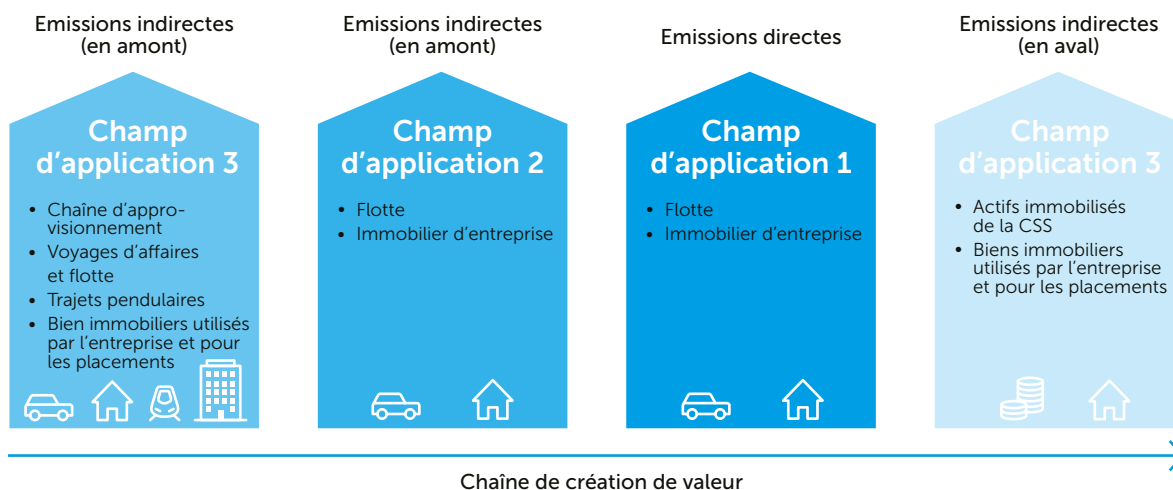 Emissions indirectes
(en amont)
Champ
d'application 3
• Chaîne d'appro-
visionnement
• Voyages d'affaires
et flotte
• Trajets pendulaires
• Bien immobiliers utilisés
par l'entreprise et pour
les placements
Emissions indirectes
(en amont)
Champ
d'application 2
• Flotte
• Immobilier d'entreprise
Emissions directes
Champ
d'application 1
• Flotte
• Immobilier d'entreprise
Emissions indirectes
(en aval)
Champ
d'application 3
• Actifs immobilisés
de la CSS
• Biens immobiliers
utilisés par l'entreprise
et pour les placements
Chaîne de création de valeur